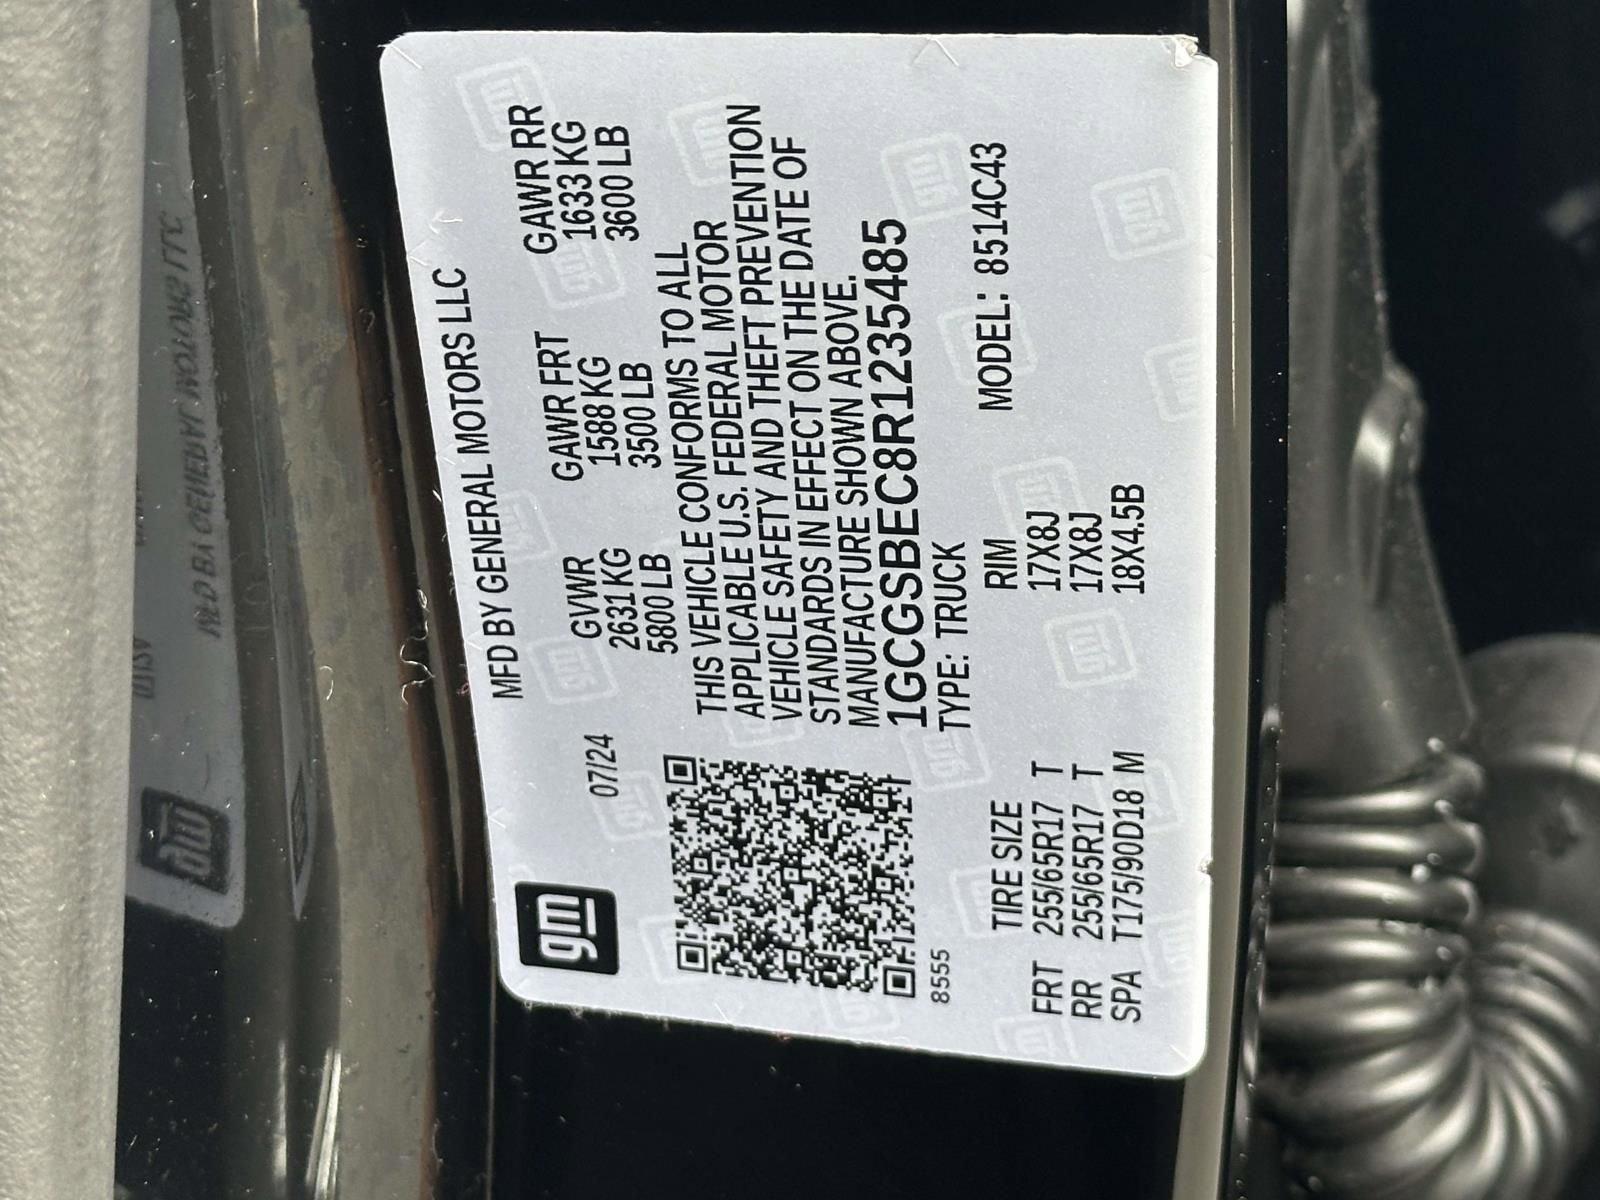 gm
MFD BY GENERAL MOTORS LLC
07/24
GVWR GAWR FRT GAWR RR
2631 KG 1588 KG 1633 KG
5800 LB 3500 LB 3600 LB
THIS VEHICLE CONFORMS TO ALL
APPLICABLE U.S. FEDERAL MOTOR
VEHICLE SAFETY AND THEFT PREVENTION
STANDARDS IN EFFECT ON THE DATE OF
MANUFACTURE SHOWN ABOVE.
1GCGSBEC8R1235485
TYPE: TRUCK MODEL: 8514C43
8555
TIRE SIZE RIM
FRT 255/65R17 T 17X8J
RR 255/65R17 T 17X8J
SPA T175/90D18 M 18X4.5B